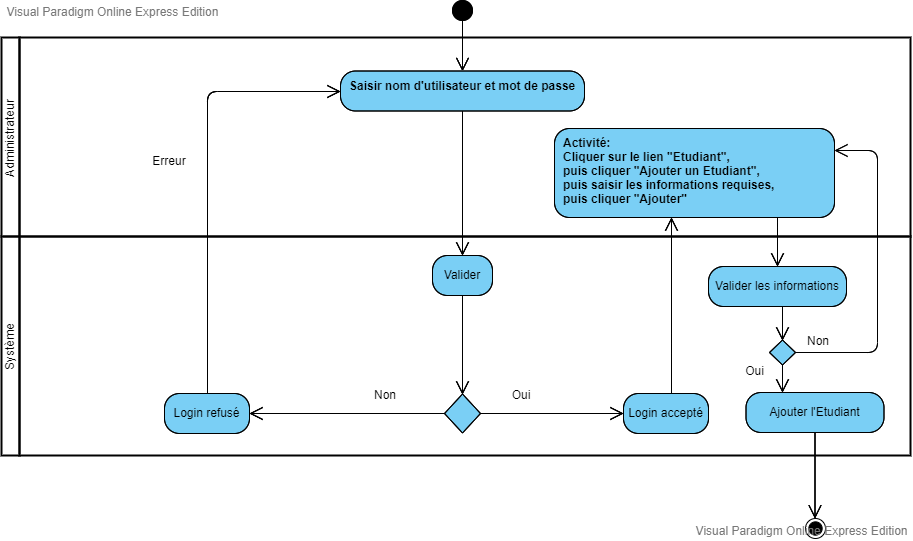 Visual Paradigm Online Express Edition
Administrateur
Saisir nom d'utilisateur et mot de passe
Erreur
Activité:
Cliquer sur le lien "Etudiant",
puis cliquer "Ajouter un Etudiant",
puis saisir les informations requises,
puis cliquer "Ajouter"
Système
Valider
Valider les informations
Non
Oui
Non
Oui
Login refusé
Login accepté
Ajouter l'Etudiant
Visual Paradigm Online Express Edition